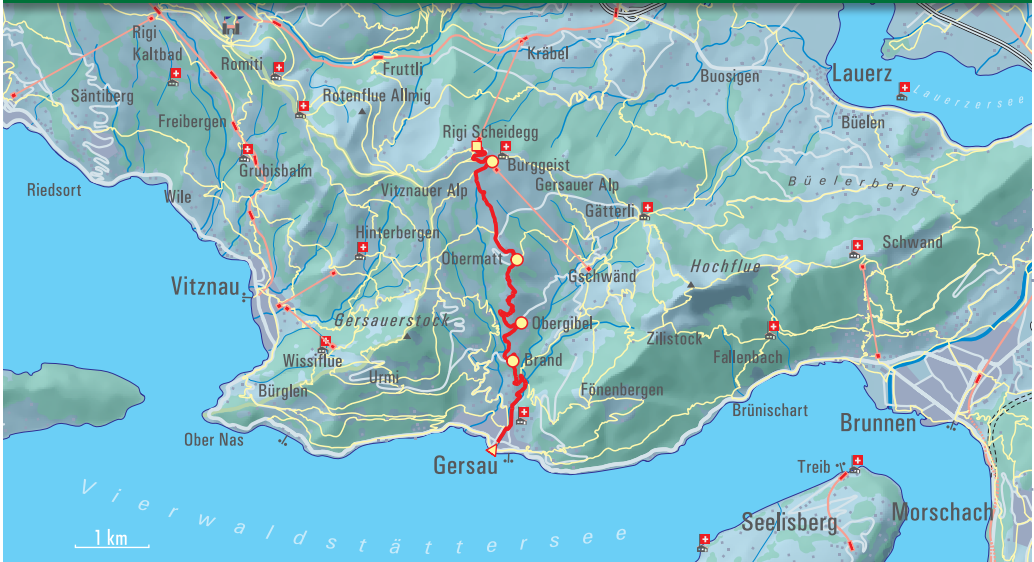 Rigi
Kaltbad
Romiti
Fruttli
Kräbel
Buosigen
Lauerz
Lauerzersee
Säntiberg
Rotenflue Allmig
Freibergen
Büelen
Rigi Scheidegg
Grubisbalm
Burggeist
Riedsort
Wile
Vitznauer Alp
Gersauer Alp
Büelerberg
Gätterli
Hinterbergen
Schwand
Obermatt
Gschwänd
Hochflue
Vitznau
Gersauerstock
Obergibel
Zilistock
Wissiflue
Brand
Fallenbach
Urmi
Bürglen
Fönenbergen
Brünischart
Brunnen
Ober Nas
Gersau
Treib
Vierwaldstättersee
Seelisberg
Morschach
1 km